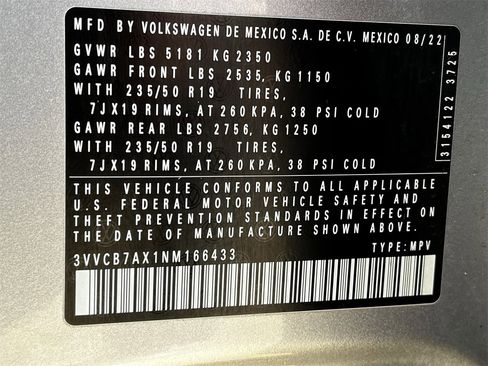 MFD BY VOLKSWAGEN DE MEXICO S.A. DE C.V. MEXICO 08/22
GVWR LBS 5181 KG 2350
GAWR FRONT LBS 2535, KG 1150
WITH 235/50 R19 TIRES,
7JX19 RIMS, AT 260 KPA, 38 PSI COLD
GAWR REAR LBS 2756, KG 1250
WITH 235/50 R19 TIRES,
7JX19 RIMS, AT 260 KPA, 38 PSI COLD
THIS VEHICLE CONFORMS TO ALL APPLICABLE
U.S. FEDERAL MOTOR VEHICLE SAFETY AND
THEFT PREVENTION STANDARDS IN EFFECT ON
THE DATE OF MANUFACTURE SHOWN ABOVE.
3VVCB7AX1NM166433 TYPE: MPV
3154122 3725